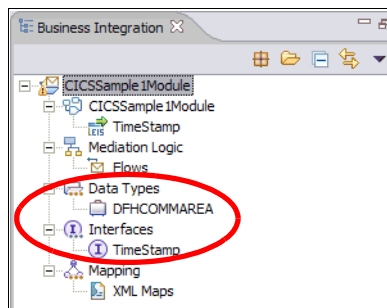 Business Integration
CICSSample1Module
CICSSample1Module
EIS
TimeStamp
Mediation Logic
Flows
Data Types
DFHCOMMAREA
Interfaces
TimeStamp
Mapping
XML Maps